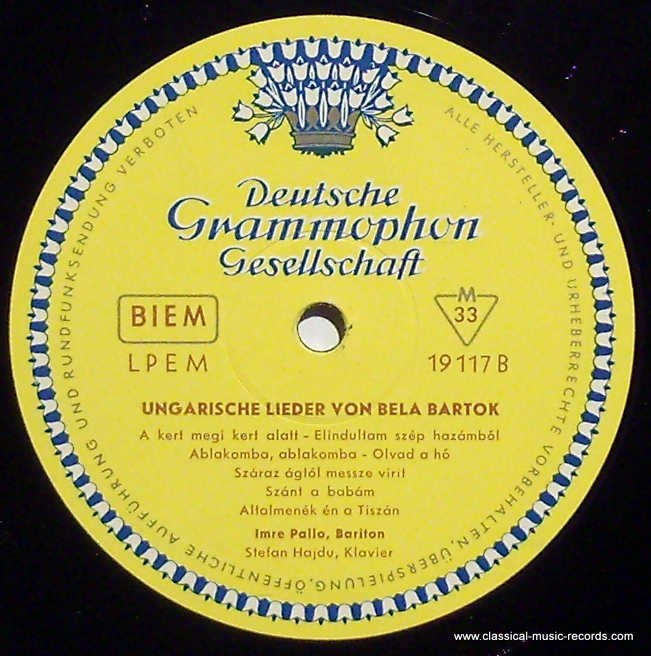 Deutsche
Grammophon
Gesellschaft
BIEM
M
33
LPEM
19 117 B
UNGARISCHE LIEDER VON BELA BARTOK
A kert megi kert alatt - Elindultam szép hazámból
Ablakomba, ablakomba - Olvad a hó
Száraz ágtól messze virit
Szánt a babám
Altalmenék én a Tiszán
Imre Pallo, Bariton
Stefan Hajdu, Klavier
ALLE HERSTELLER- UND URHEBERRECHTE VORBEHALTEN, ÜBERSPIELUNG, ÖFFENTLICHE AUFFÜHRUNG UND RUNDFUNKSENDUNG VERBOTEN
www.classical-music-records.com